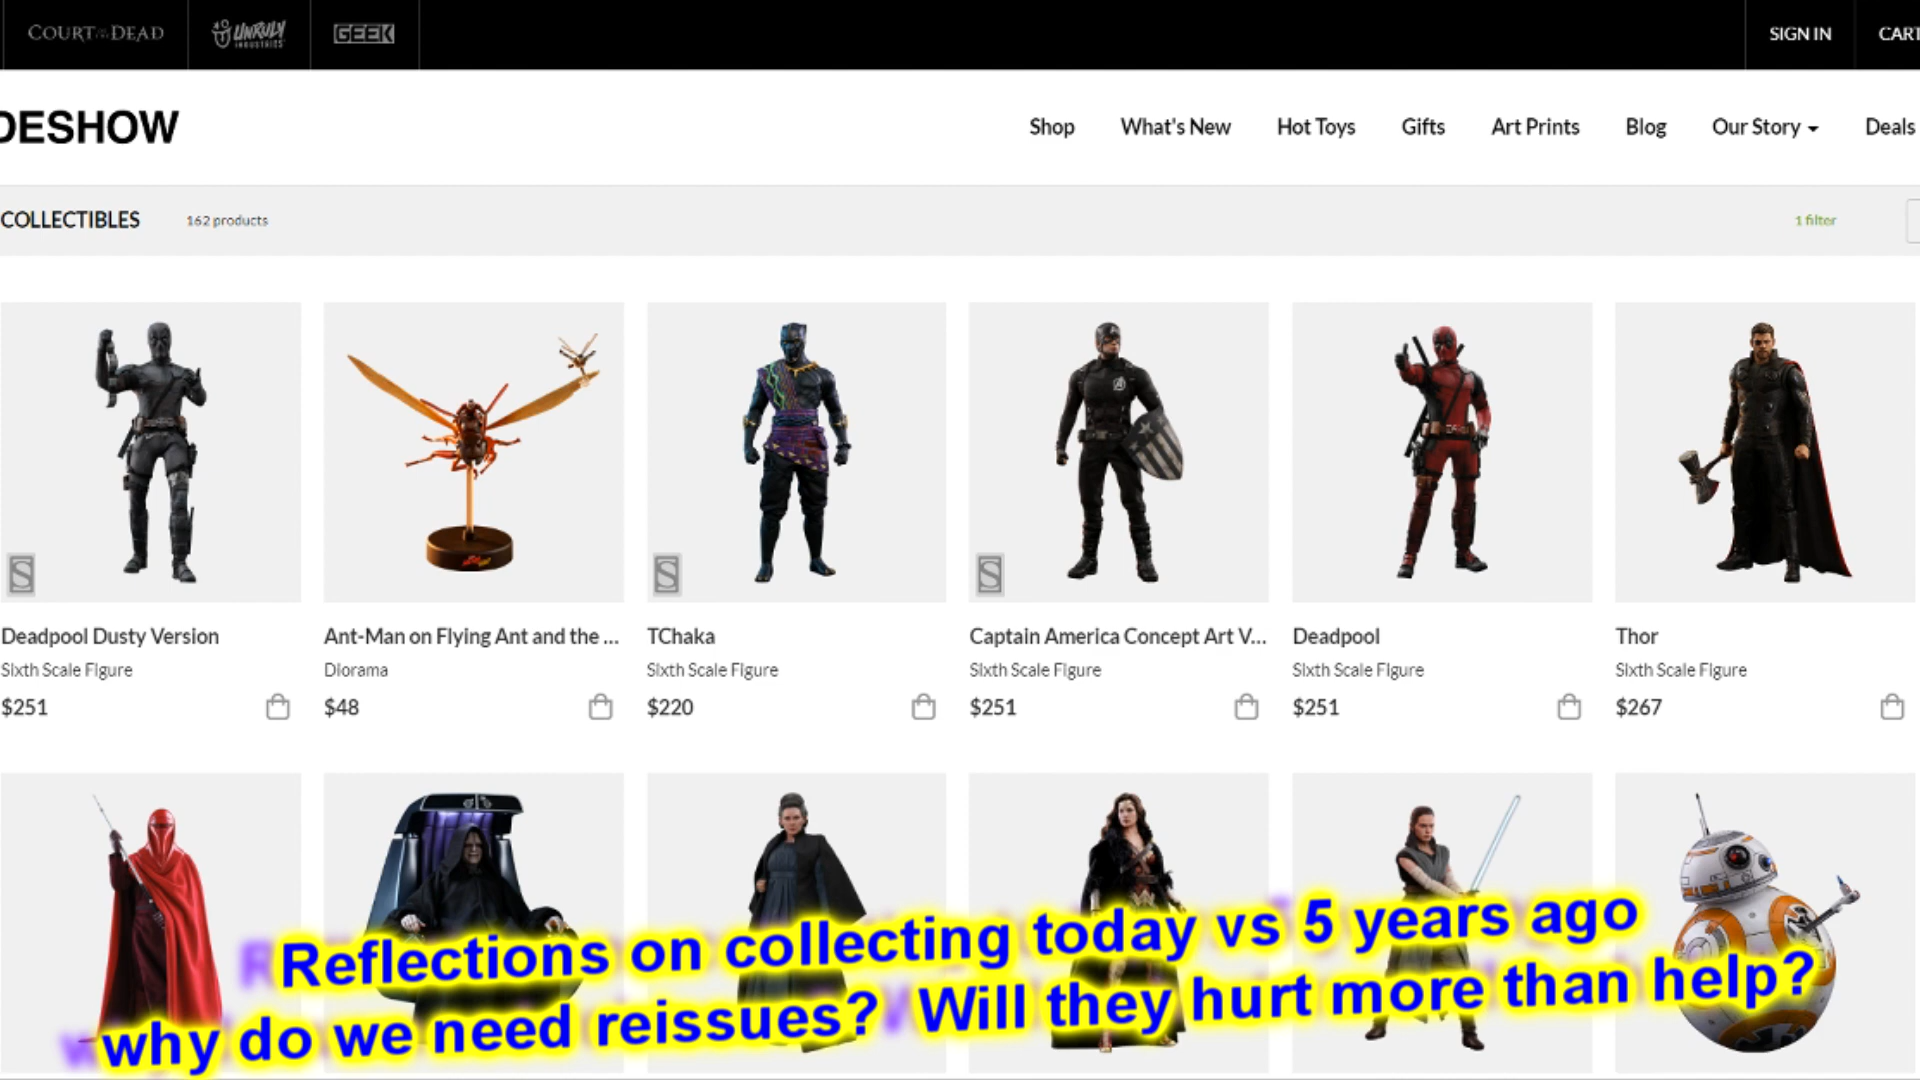 COURT OF THE DEAD
UNRULY
INDUSTRIES
GEEK
SIGN IN
CART
DESHOW
Shop
What's New
Hot Toys
Gifts
Art Prints
Blog
Our Story
Deals
COLLECTIBLES
162 products
1 filter
S
S
S
Deadpool Dusty Version
Sixth Scale Figure
$251
Ant-Man on Flying Ant and the ...
Diorama
$48
TChaka
Sixth Scale Figure
$220
Captain America Concept Art V...
Sixth Scale Figure
$251
Deadpool
Sixth Scale Figure
$251
Thor
Sixth Scale Figure
$267
Reflections on collecting today vs 5 years ago
why do we need reissues? Will they hurt more than help?